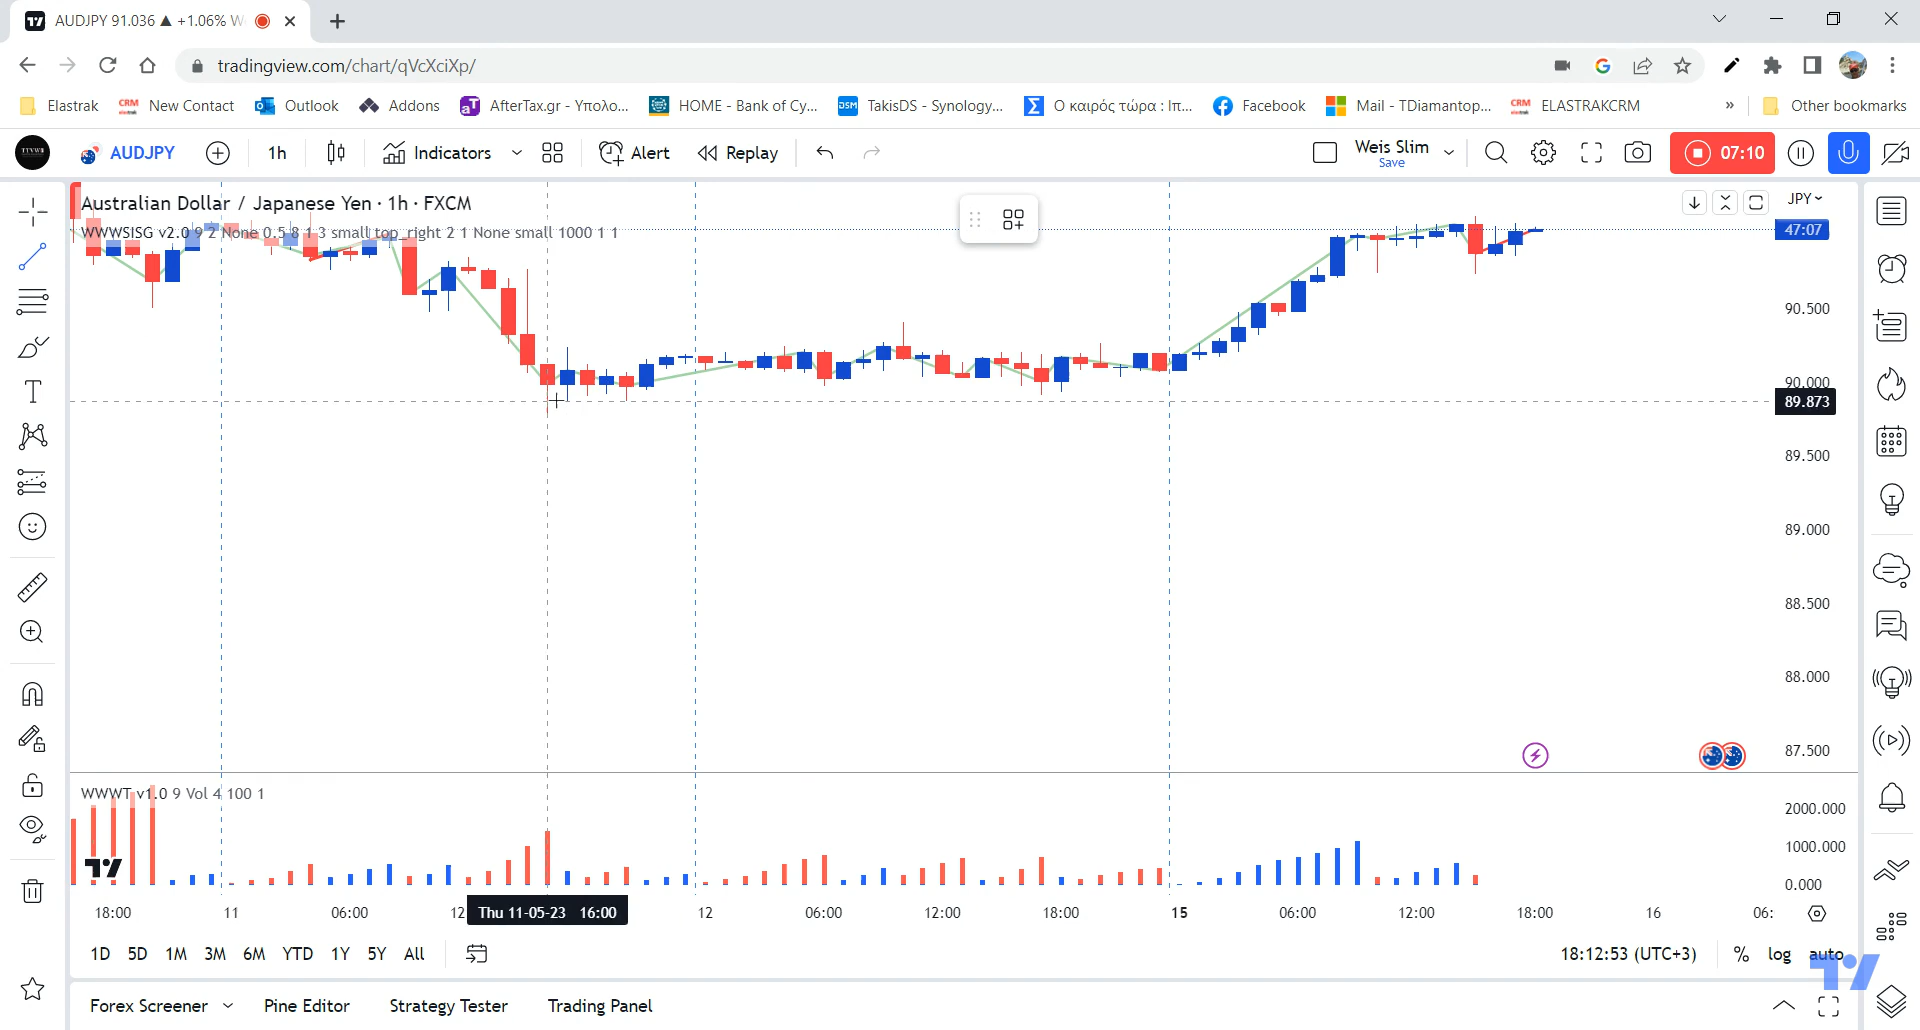 AUDJPY 91.036 ▲ +1.06% W
tradingview.com/chart/qVcXciXp/
Elastrak
CRM New Contact
Outlook
Addons
AfterTax.gr - Υπολο...
HOME - Bank of Cy...
DSM TakisDS - Synology...
Ο καιρός τώρα : Ιπ...
Facebook
Mail - TDiamantop...
CRM ELASTRAKCRM
»
Other bookmarks
AUDJPY
1h
Indicators
Alert
Replay
Weis Slim
Save
07:10
Australian Dollar / Japanese Yen · 1h · FXCM
JPY
WWWSISG v2.0 9 2 None 0.5 8 1 3 small top_right 2 1 None small 1000 1 1
47:07
90.500
90.000
89.873
89.500
89.000
88.500
88.000
87.500
WWWT v1.0 9 Vol 4 100 1
2000.000
1000.000
0.000
18:00 11 06:00 12 Thu 11-05-23 16:00 12 06:00 12:00 18:00 15 06:00 12:00 18:00 16 06:
1D 5D 1M 3M 6M YTD 1Y 5Y All
18:12:53 (UTC+3) % log auto
Forex Screener Pine Editor Strategy Tester Trading Panel